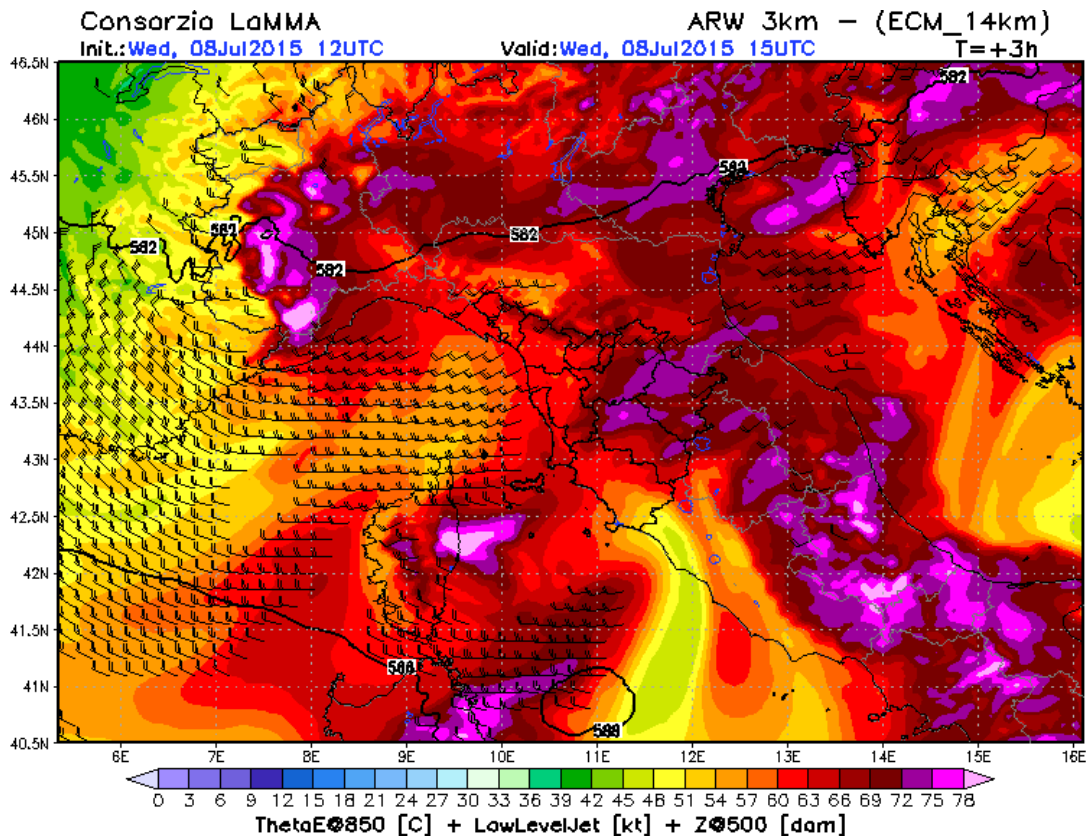 Consorzio LaMMA ARW 3km - (ECM_14km)
Init.:Wed, 08Jul2015 12UTC Valid:Wed, 08Jul2015 15UTC T=+3h
46.5N
582
46N
45.5N
582
45N
582
582
582
582
44.5N
44N
43.5N
43N
42.5N
42N
41.5N
588
41N
588
40.5N
6E 7E 8E 9E 10E 11E 12E 13E 14E 15E 16E
0 3 6 9 12 15 18 21 24 27 30 33 36 39 42 45 48 51 54 57 60 63 66 69 72 75 78
ThetaE@850 [C] + LowLevelJet [kt] + Z@500 [dam]